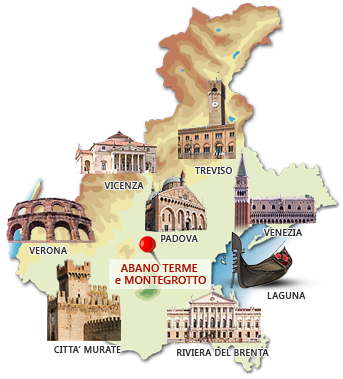 TREVISO
VICENZA
VENEZIA
PADOVA
VERONA
ABANO TERME
e MONTEGROTTO
LAGUNA
CITTA' MURATE
RIVIERA DEL BRENTA